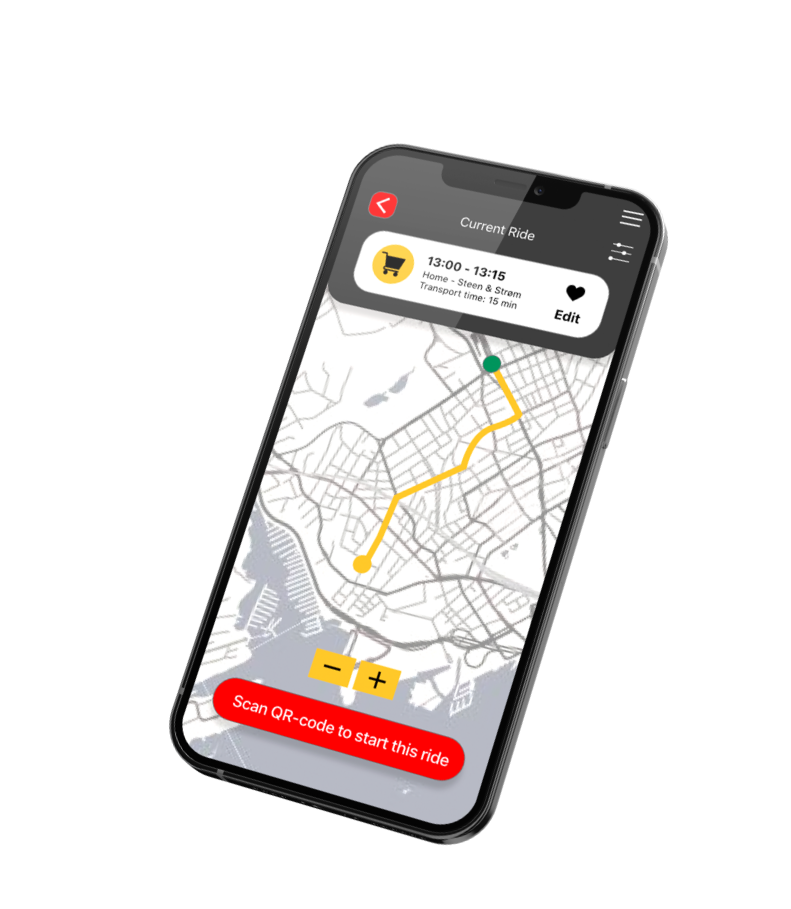 Current Ride
13:00 - 13:15
Home - Steen & Strøm
Transport time: 15 min
Edit
Scan QR-code to start this ride